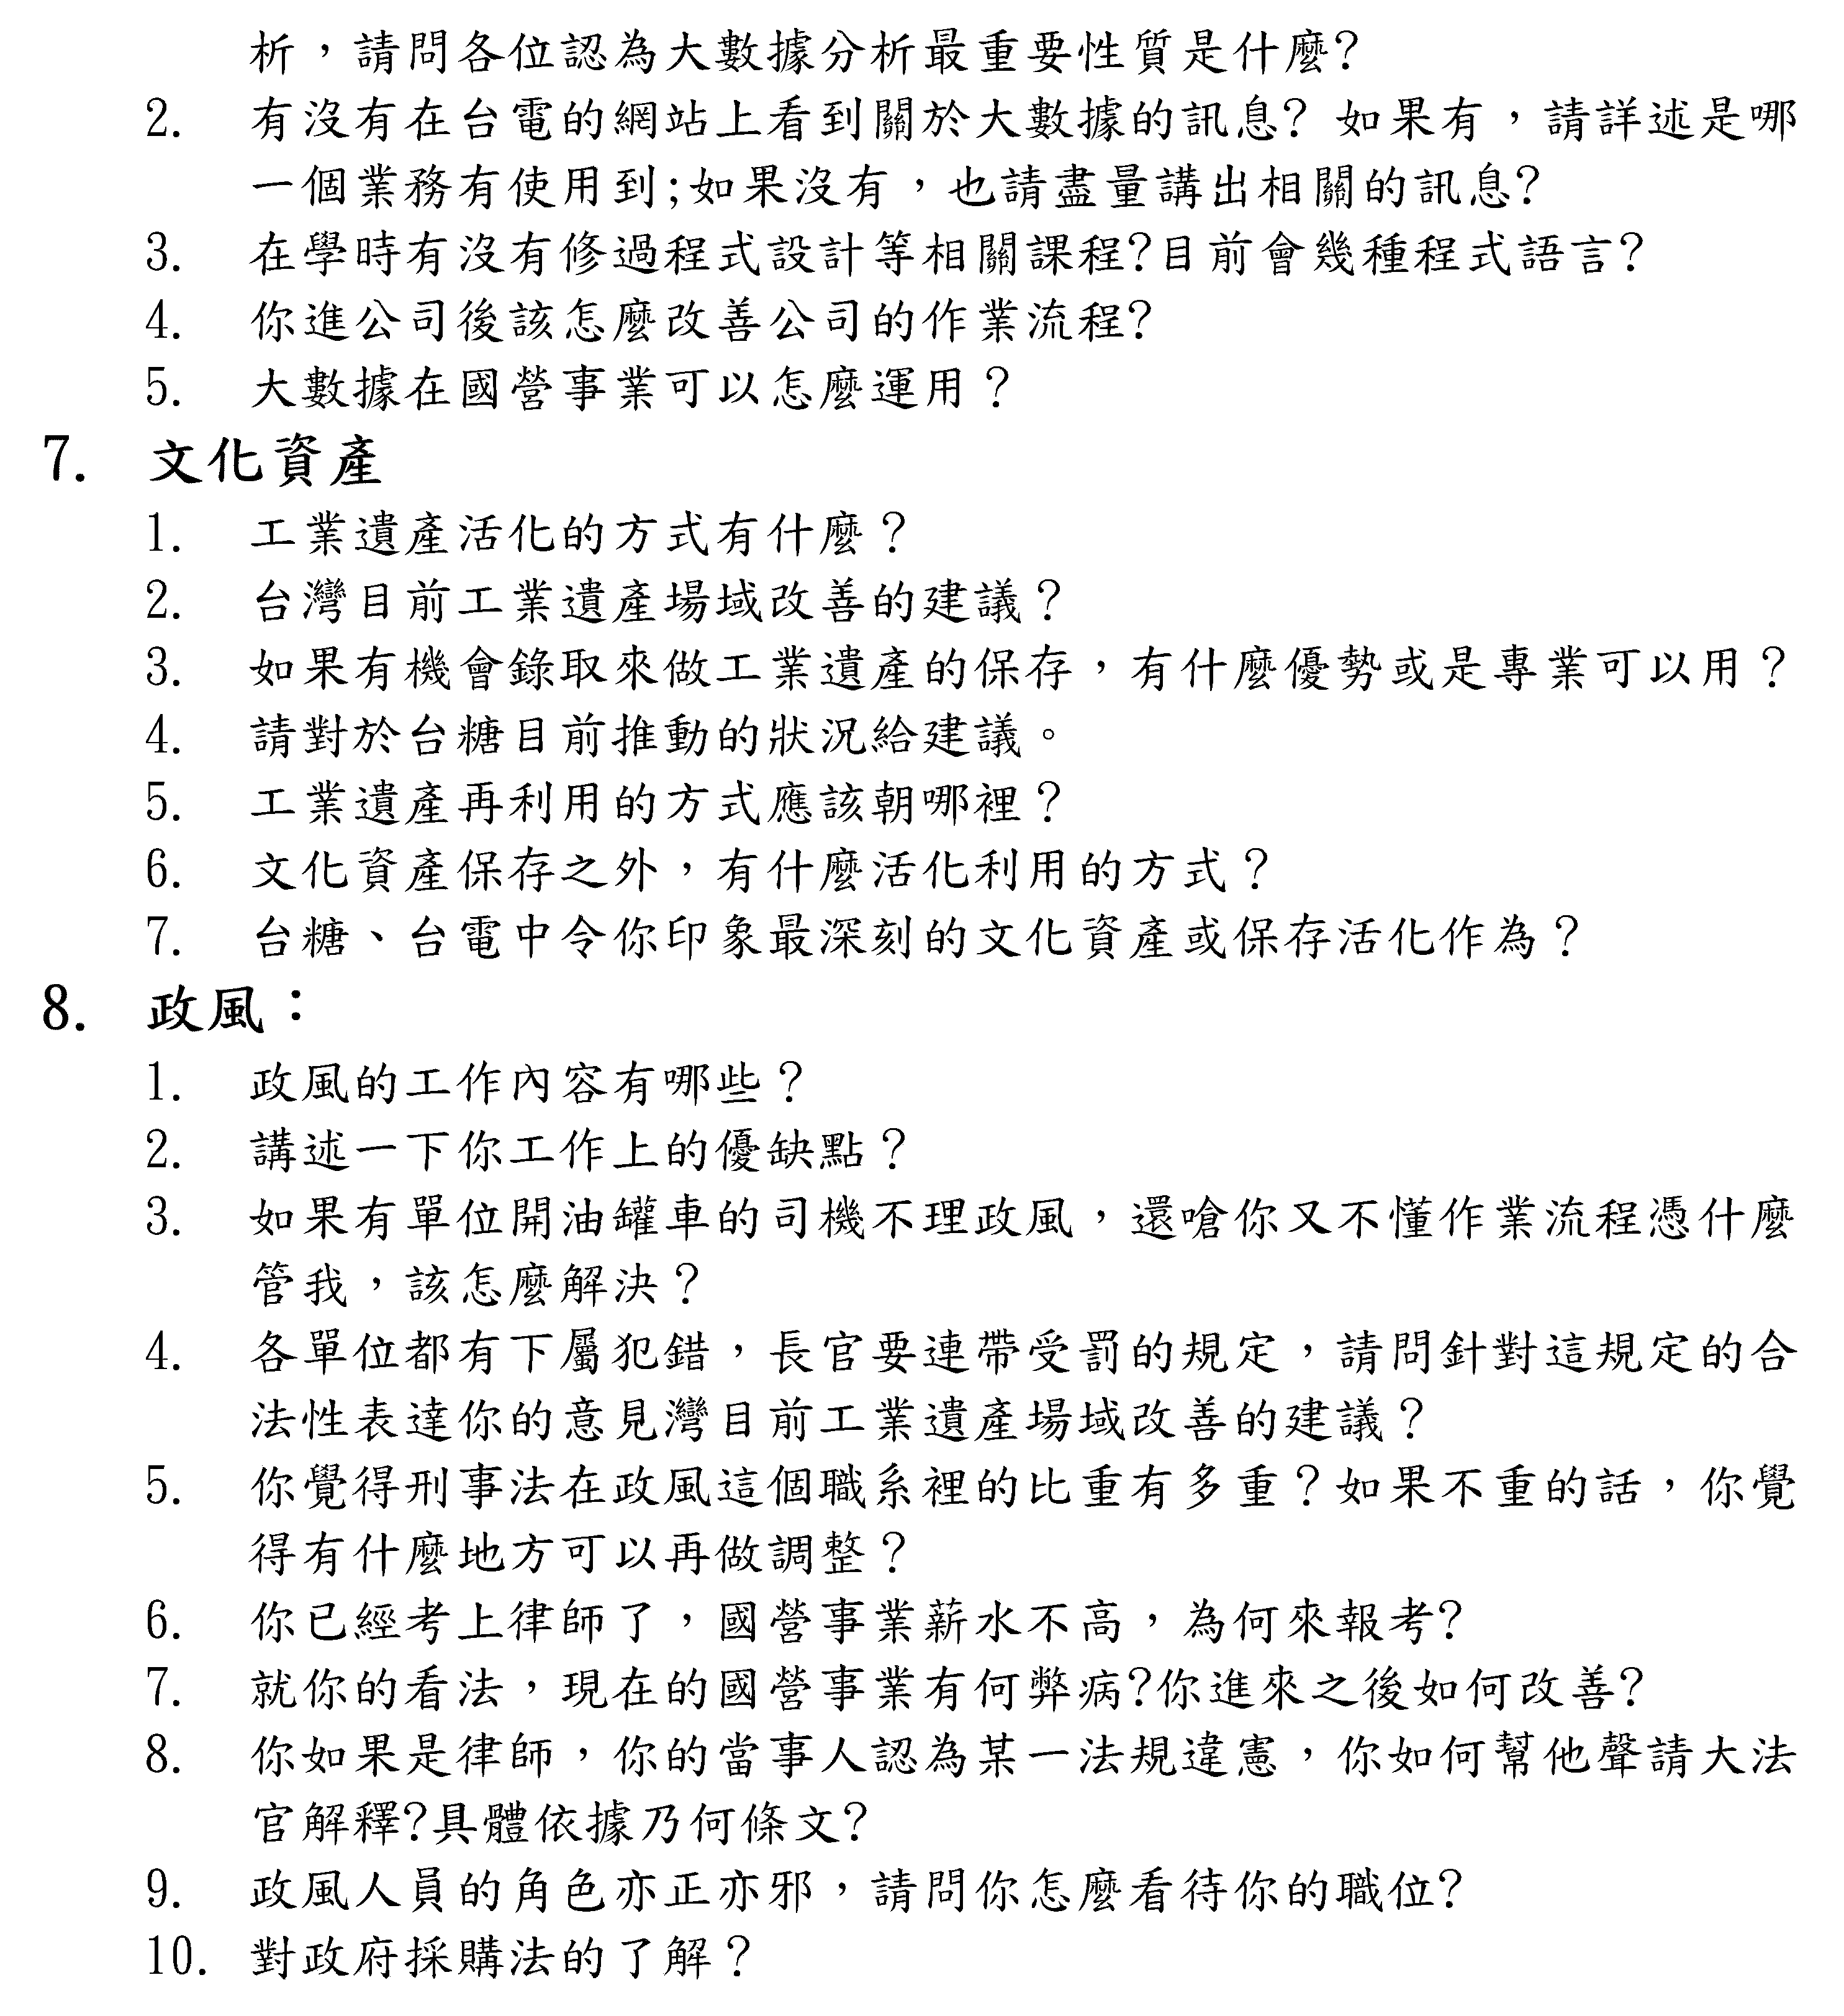 析，請問各位認為大數據分析最重要性質是什麼?
2. 有沒有在台電的網站上看到關於大數據的訊息? 如果有，請詳述是哪
一個業務有使用到;如果沒有，也請盡量講出相關的訊息?
3. 在學時有沒有修過程式設計等相關課程?目前會幾種程式語言?
4. 你進公司後該怎麼改善公司的作業流程?
5. 大數據在國營事業可以怎麼運用？
7. 文化資產
1. 工業遺產活化的方式有什麼？
2. 台灣目前工業遺產場域改善的建議？
3. 如果有機會錄取來做工業遺產的保存，有什麼優勢或是專業可以用？
4. 請對於台糖目前推動的狀況給建議。
5. 工業遺產再利用的方式應該朝哪裡？
6. 文化資產保存之外，有什麼活化利用的方式？
7. 台糖、台電中令你印象最深刻的文化資產或保存活化作為？
8. 政風：
1. 政風的工作內容有哪些？
2. 講述一下你工作上的優缺點？
3. 如果有單位開油罐車的司機不理政風，還嗆你又不懂作業流程憑什麼
管我，該怎麼解決？
4. 各單位都有下屬犯錯，長官要連帶受罰的規定，請問針對這規定的合
法性表達你的意見灣目前工業遺產場域改善的建議？
5. 你覺得刑事法在政風這個職系裡的比重有多重？如果不重的話，你覺
得有什麼地方可以再做調整？
6. 你已經考上律師了，國營事業薪水不高，為何來報考?
7. 就你的看法，現在的國營事業有何弊病?你進來之後如何改善?
8. 你如果是律師，你的當事人認為某一法規違憲，你如何幫他聲請大法
官解釋?具體依據乃何條文?
9. 政風人員的角色亦正亦邪，請問你怎麼看待你的職位?
10. 對政府採購法的了解？